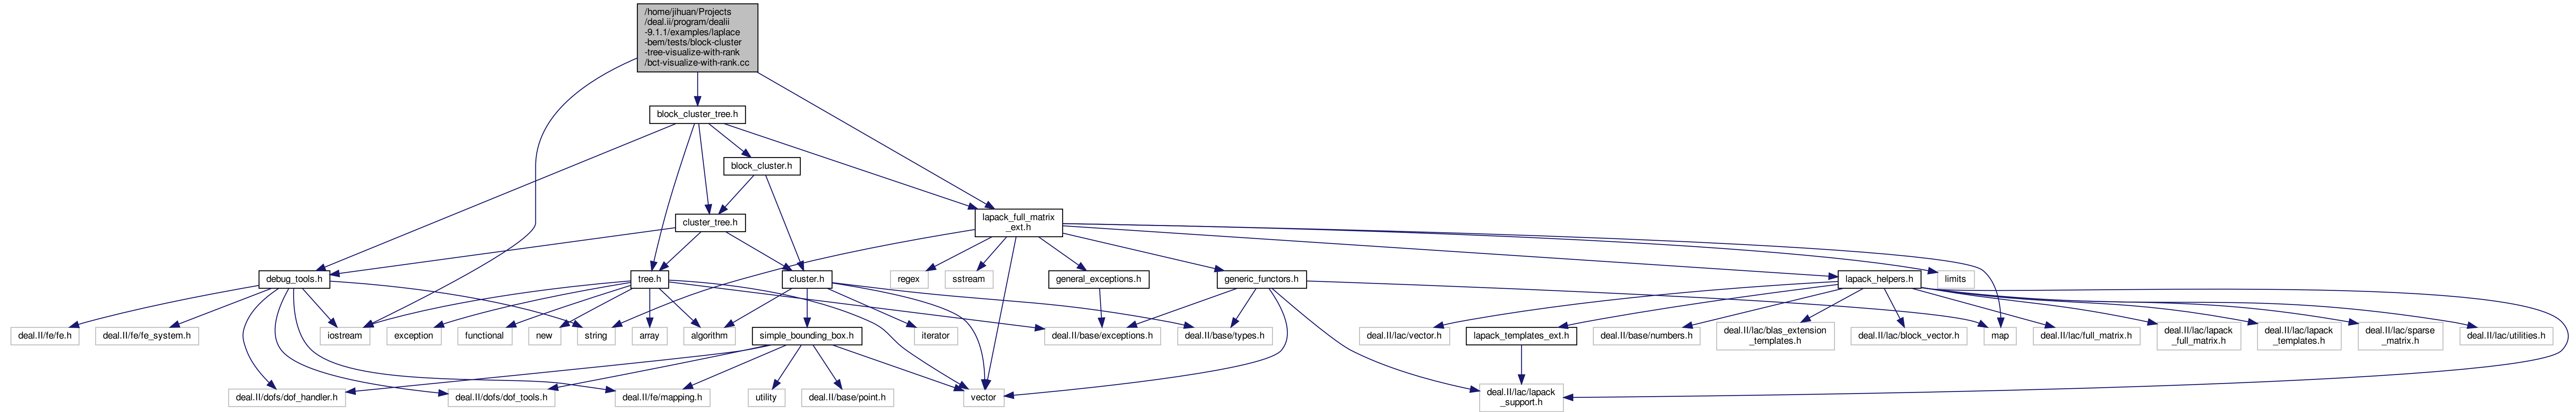 /home/jihuan/Projects
/deal.ii/program/dealii
-9.1.1/examples/laplace
-bem/tests/block-cluster
-tree-visualize-with-rank
/bct-visualize-with-rank.cc
block_cluster_tree.h
block_cluster.h
cluster_tree.h
lapack_full_matrix
_ext.h
debug_tools.h
tree.h
cluster.h
regex
sstream
general_exceptions.h
generic_functors.h
lapack_helpers.h
limits
deal.II/fe/fe.h
deal.II/fe/fe_system.h
iostream
exception
functional
new
string
array
algorithm
simple_bounding_box.h
iterator
deal.II/base/exceptions.h
deal.II/base/types.h
deal.II/lac/vector.h
lapack_templates_ext.h
deal.II/base/numbers.h
deal.II/lac/blas_extension
_templates.h
deal.II/lac/block_vector.h
map
deal.II/lac/full_matrix.h
deal.II/lac/lapack
_full_matrix.h
deal.II/lac/lapack
_templates.h
deal.II/lac/sparse
_matrix.h
deal.II/lac/utilities.h
deal.II/dofs/dof_handler.h
deal.II/dofs/dof_tools.h
deal.II/fe/mapping.h
utility
deal.II/base/point.h
vector
deal.II/lac/lapack
_support.h